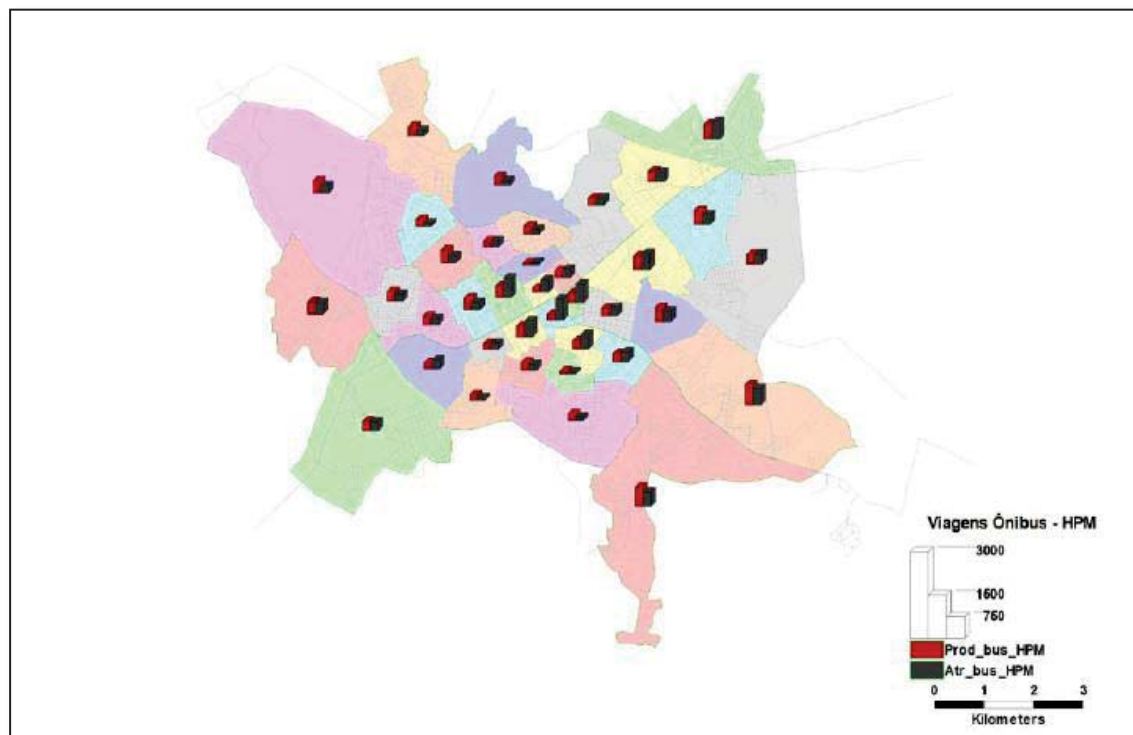 Viagens Ônibus - HPM
3000
1500
750
Prod_bus_HPM
Atr_bus_HPM
0 1 2 3
Kilometers